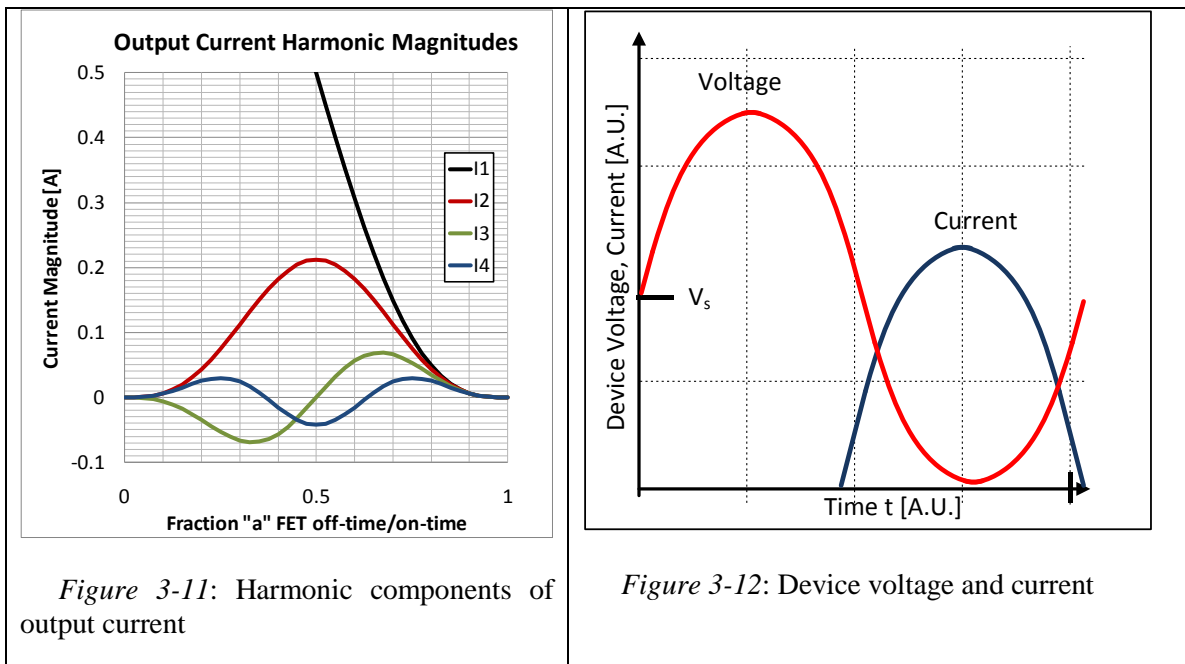 Output Current Harmonic Magnitudes
Current Magnitude [A]
0.5
0.4
0.3
0.2
0.1
0
-0.1
I1
I2
I3
I4
0
0.5
1
Fraction "a" FET off-time/on-time
Figure 3-11: Harmonic components of
output current
Device Voltage, Current [A.U.]
Voltage
Current
Vs
Time t [A.U.]
Figure 3-12: Device voltage and current